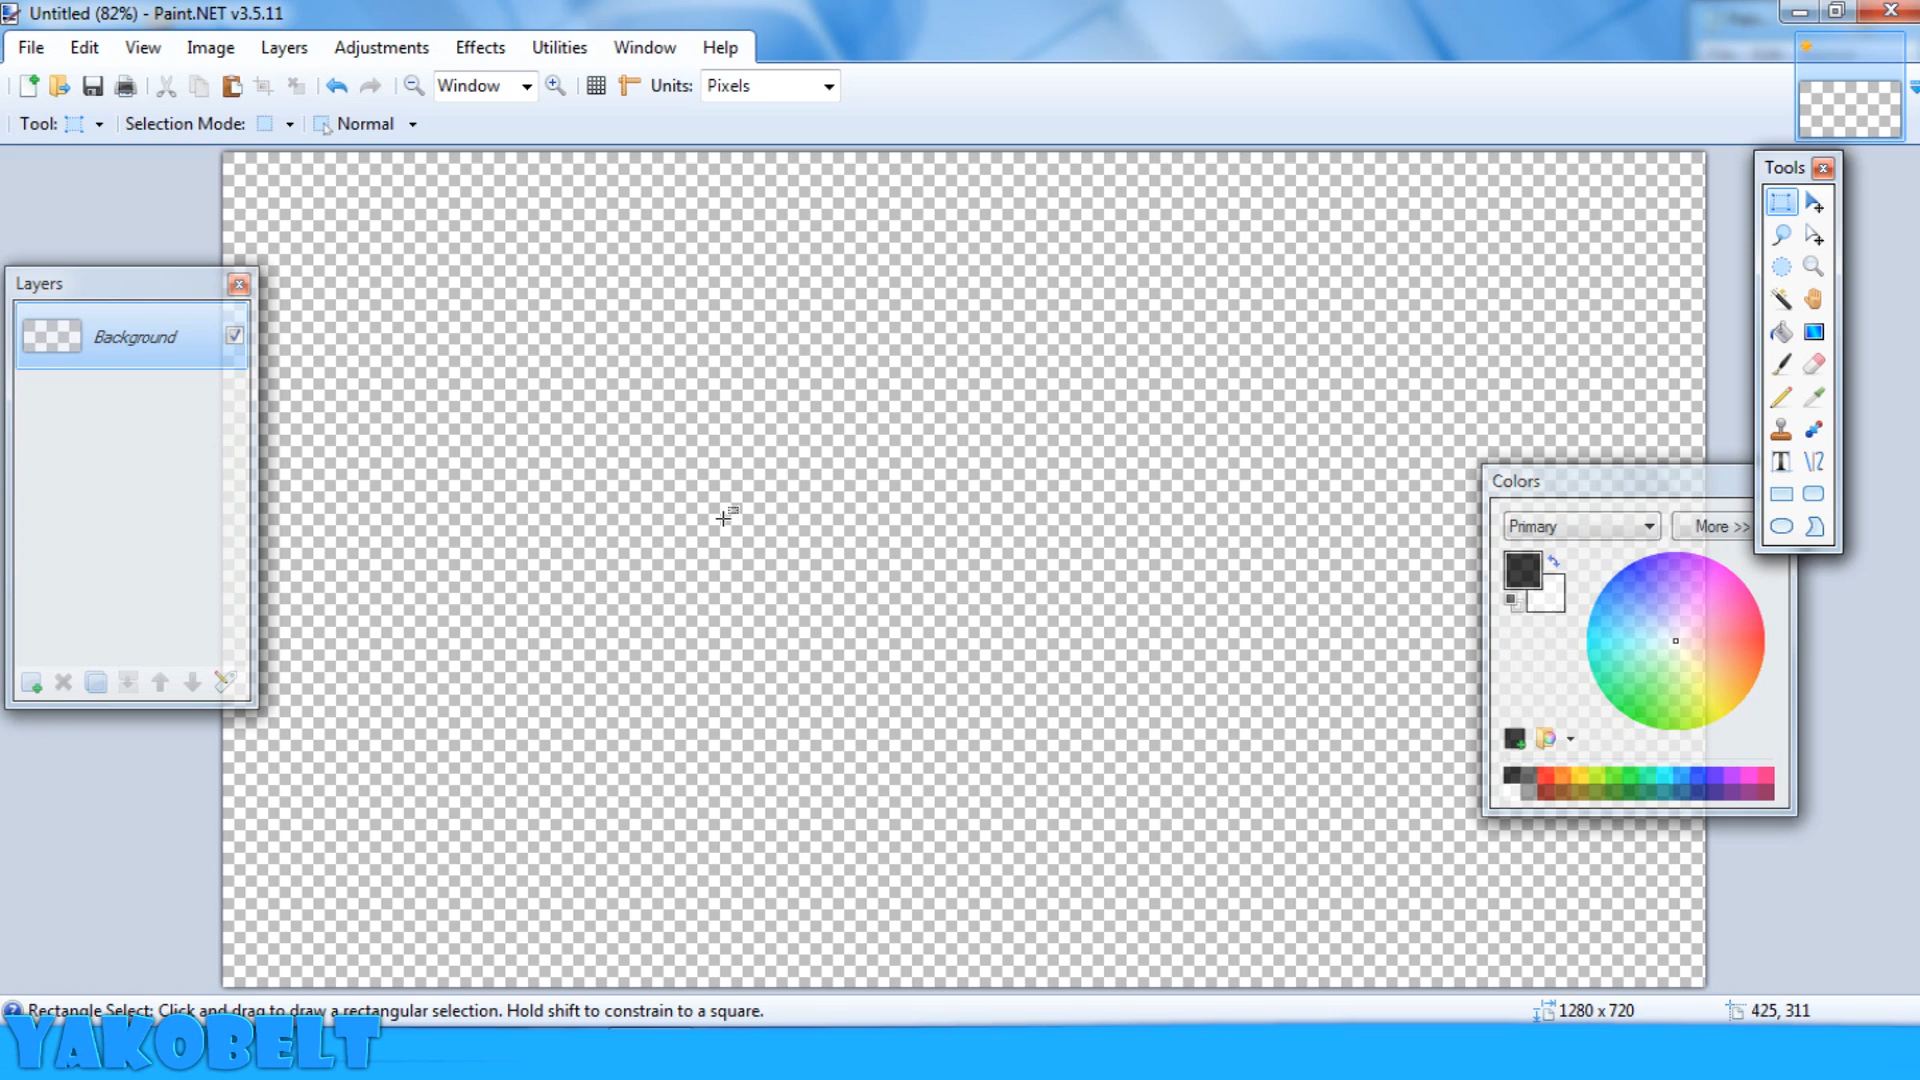 Untitled (82%) - Paint.NET v3.5.11
File Edit View Image Layers Adjustments Effects Utilities Window Help
Window Units: Pixels
Tool: Selection Mode: Normal
Tools
Layers
Background
Colors
Primary More >>
Rectangle Select: Click and drag to draw a rectangular selection. Hold shift to constrain to a square. 1280 x 720 425, 311
YAKOBELT